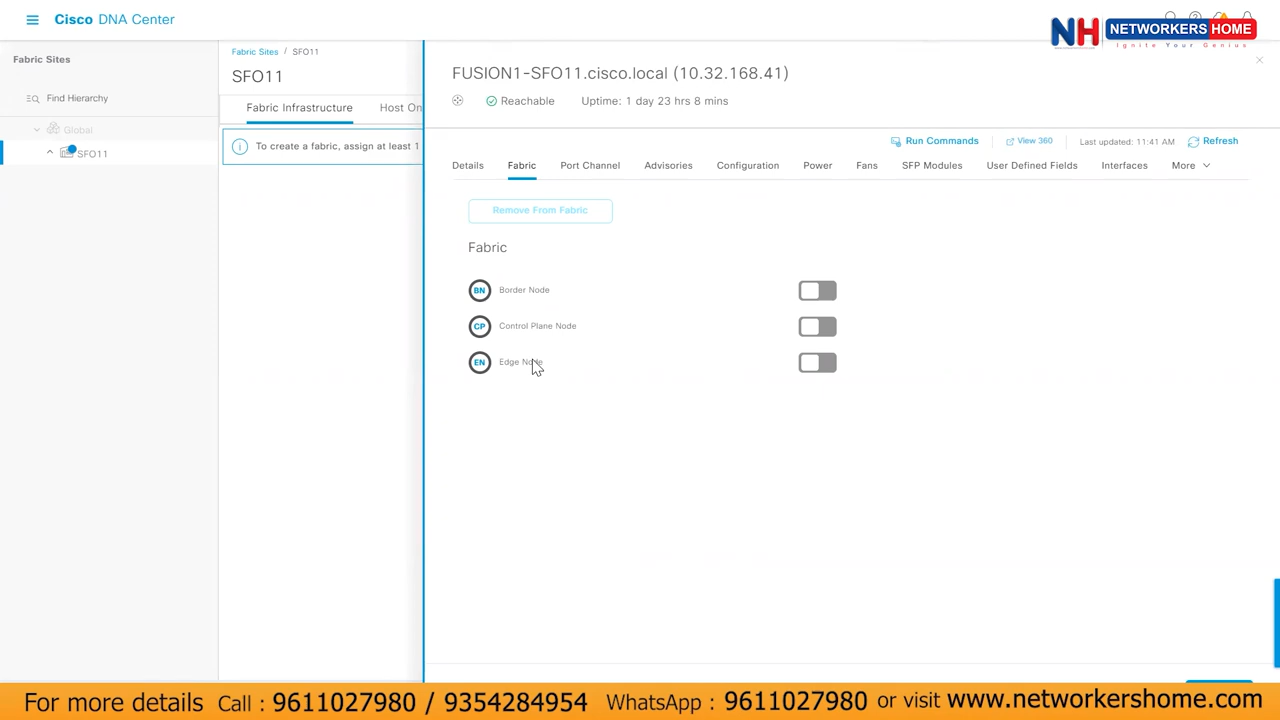 Cisco DNA Center
NH NETWORKERS HOME
Ignite Your Genius
Fabric Sites
Find Hierarchy
Global
SFO11
Fabric Sites / SFO11
SFO11
Fabric Infrastructure Host On
To create a fabric, assign at least 1
FUSION1-SFO11.cisco.local (10.32.168.41)
Reachable Uptime: 1 day 23 hrs 8 mins
Run Commands View 360 Last updated: 11:41 AM Refresh
Details Fabric Port Channel Advisories Configuration Power Fans SFP Modules User Defined Fields Interfaces More
Remove From Fabric
Fabric
BN Border Node
CP Control Plane Node
EN Edge Node
For more details Call : 9611027980 / 9354284954 WhatsApp : 9611027980 or visit www.networkershome.com